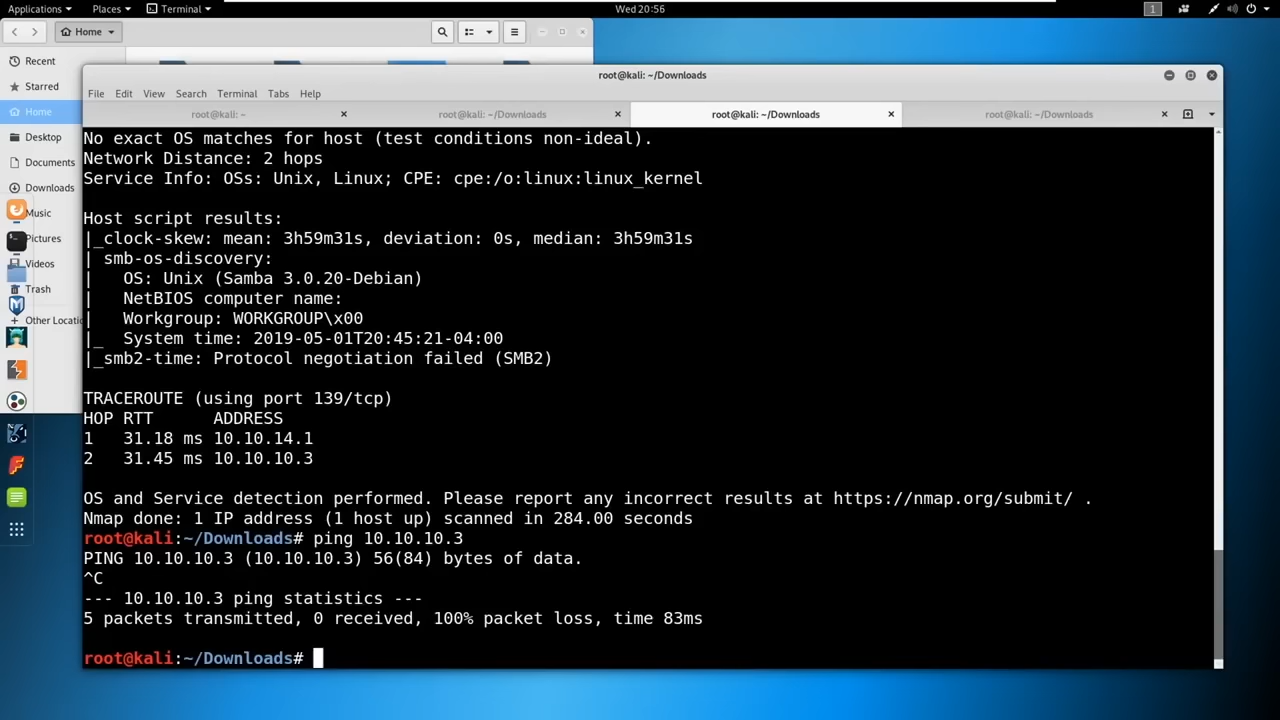 Applications Places Terminal Wed 20:56 1
Home
Recent
Starred
Home
Desktop
Documents
Downloads
Music
Pictures
Videos
Trash
Other Locatio
root@kali: ~/Downloads
File Edit View Search Terminal Tabs Help
root@kali: ~ root@kali: ~/Downloads root@kali: ~/Downloads root@kali: ~/Downloads
No exact OS matches for host (test conditions non-ideal).
Network Distance: 2 hops
Service Info: OSs: Unix, Linux; CPE: cpe:/o:linux:linux_kernel
Host script results:
|_clock-skew: mean: 3h59m31s, deviation: 0s, median: 3h59m31s
| smb-os-discovery:
|   OS: Unix (Samba 3.0.20-Debian)
|   NetBIOS computer name:
|   Workgroup: WORKGROUP\x00
|_  System time: 2019-05-01T20:45:21-04:00
|_smb2-time: Protocol negotiation failed (SMB2)
TRACEROUTE (using port 139/tcp)
HOP RTT      ADDRESS
1   31.18 ms 10.10.14.1
2   31.45 ms 10.10.10.3
OS and Service detection performed. Please report any incorrect results at https://nmap.org/submit/ .
Nmap done: 1 IP address (1 host up) scanned in 284.00 seconds
root@kali:~/Downloads# ping 10.10.10.3
PING 10.10.10.3 (10.10.10.3) 56(84) bytes of data.
^C
--- 10.10.10.3 ping statistics ---
5 packets transmitted, 0 received, 100% packet loss, time 83ms
root@kali:~/Downloads#